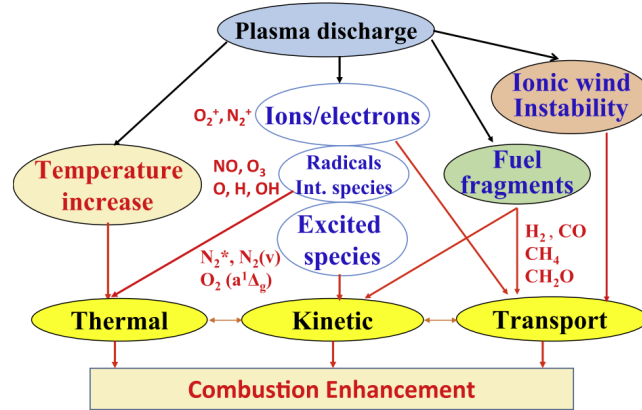 Plasma discharge
Ionic wind
Instability
O₂⁺, N₂⁺
Ions/electrons
Temperature
increase
NO, O₃
O, H, OH
Radicals
Int. species
Fuel
fragments
Excited
species
N₂*, N₂(v)
O₂ (a¹Δg)
H₂ , CO
CH₄
CH₂O
Thermal
Kinetic
Transport
Combustion Enhancement